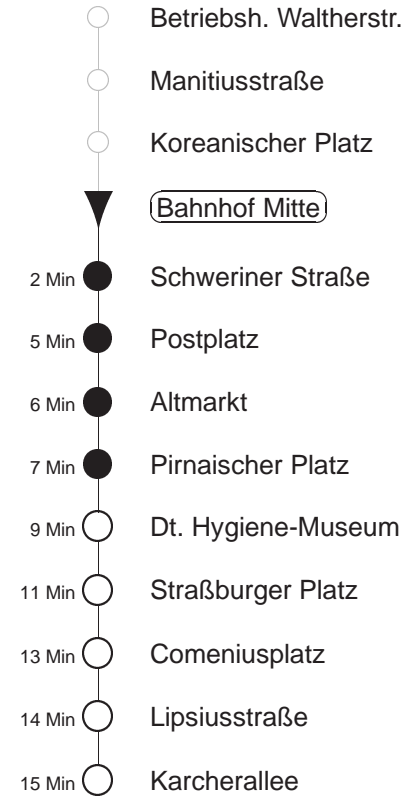 Betriebsh. Waltherstr.
Manitiusstraße
Koreanischer Platz
Bahnhof Mitte
2 Min Schweriner Straße
5 Min Postplatz
6 Min Altmarkt
7 Min Pirnaischer Platz
9 Min Dt. Hygiene-Museum
11 Min Straßburger Platz
13 Min Comeniusplatz
14 Min Lipsiusstraße
15 Min Karcherallee